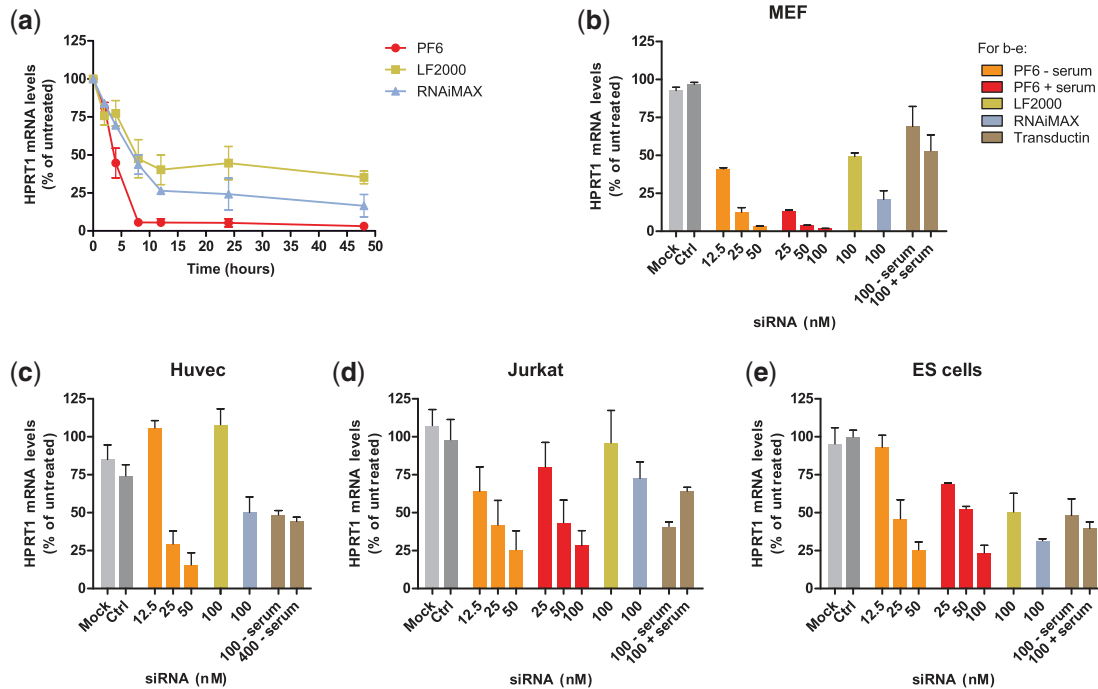 (a)
HPRT1 mRNA levels
(% of untreated)
125
100
75
50
25
0
0 5 10 15 20 25 30 35 40 45 50
Time (hours)
PF6
LF2000
RNAiMAX
(b)
MEF
HPRT1 mRNA levels
(% of untreated)
125
100
75
50
25
0
Mock Ctrl 12.5 25 50 25 50 100 100 100 100 - serum 100 + serum
siRNA (nM)
For b-e:
PF6 - serum
PF6 + serum
LF2000
RNAiMAX
Transductin
(c)
Huvec
HPRT1 mRNA levels
(% of untreated)
125
100
75
50
25
0
Mock Ctrl 12.5 25 50 100 100 100 - serum 400 - serum
siRNA (nM)
(d)
Jurkat
HPRT1 mRNA levels
(% of untreated)
125
100
75
50
25
0
Mock Ctrl 12.5 25 50 25 50 100 100 100 100 - serum 100 + serum
siRNA (nM)
(e)
ES cells
HPRT1 mRNA levels
(% of untreated)
125
100
75
50
25
0
Mock Ctrl 12.5 25 50 25 50 100 100 100 100 - serum 100 + serum
siRNA (nM)